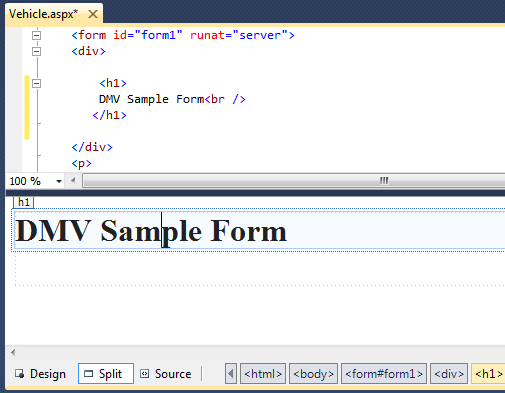 Vehicle.aspx*
<form id="form1" runat="server">
<div>
<h1>
DMV Sample Form<br />
</h1>
</div>
<p>
100 %
h1
DMV Sample Form
Design Split Source <html> <body> <form#form1> <div> <h1>